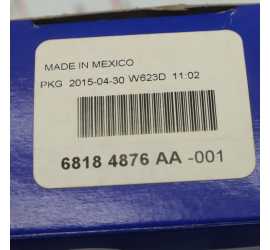 MADE IN MEXICO
PKG 2015-04-30 W623D 11:02
6818 4876 AA -001